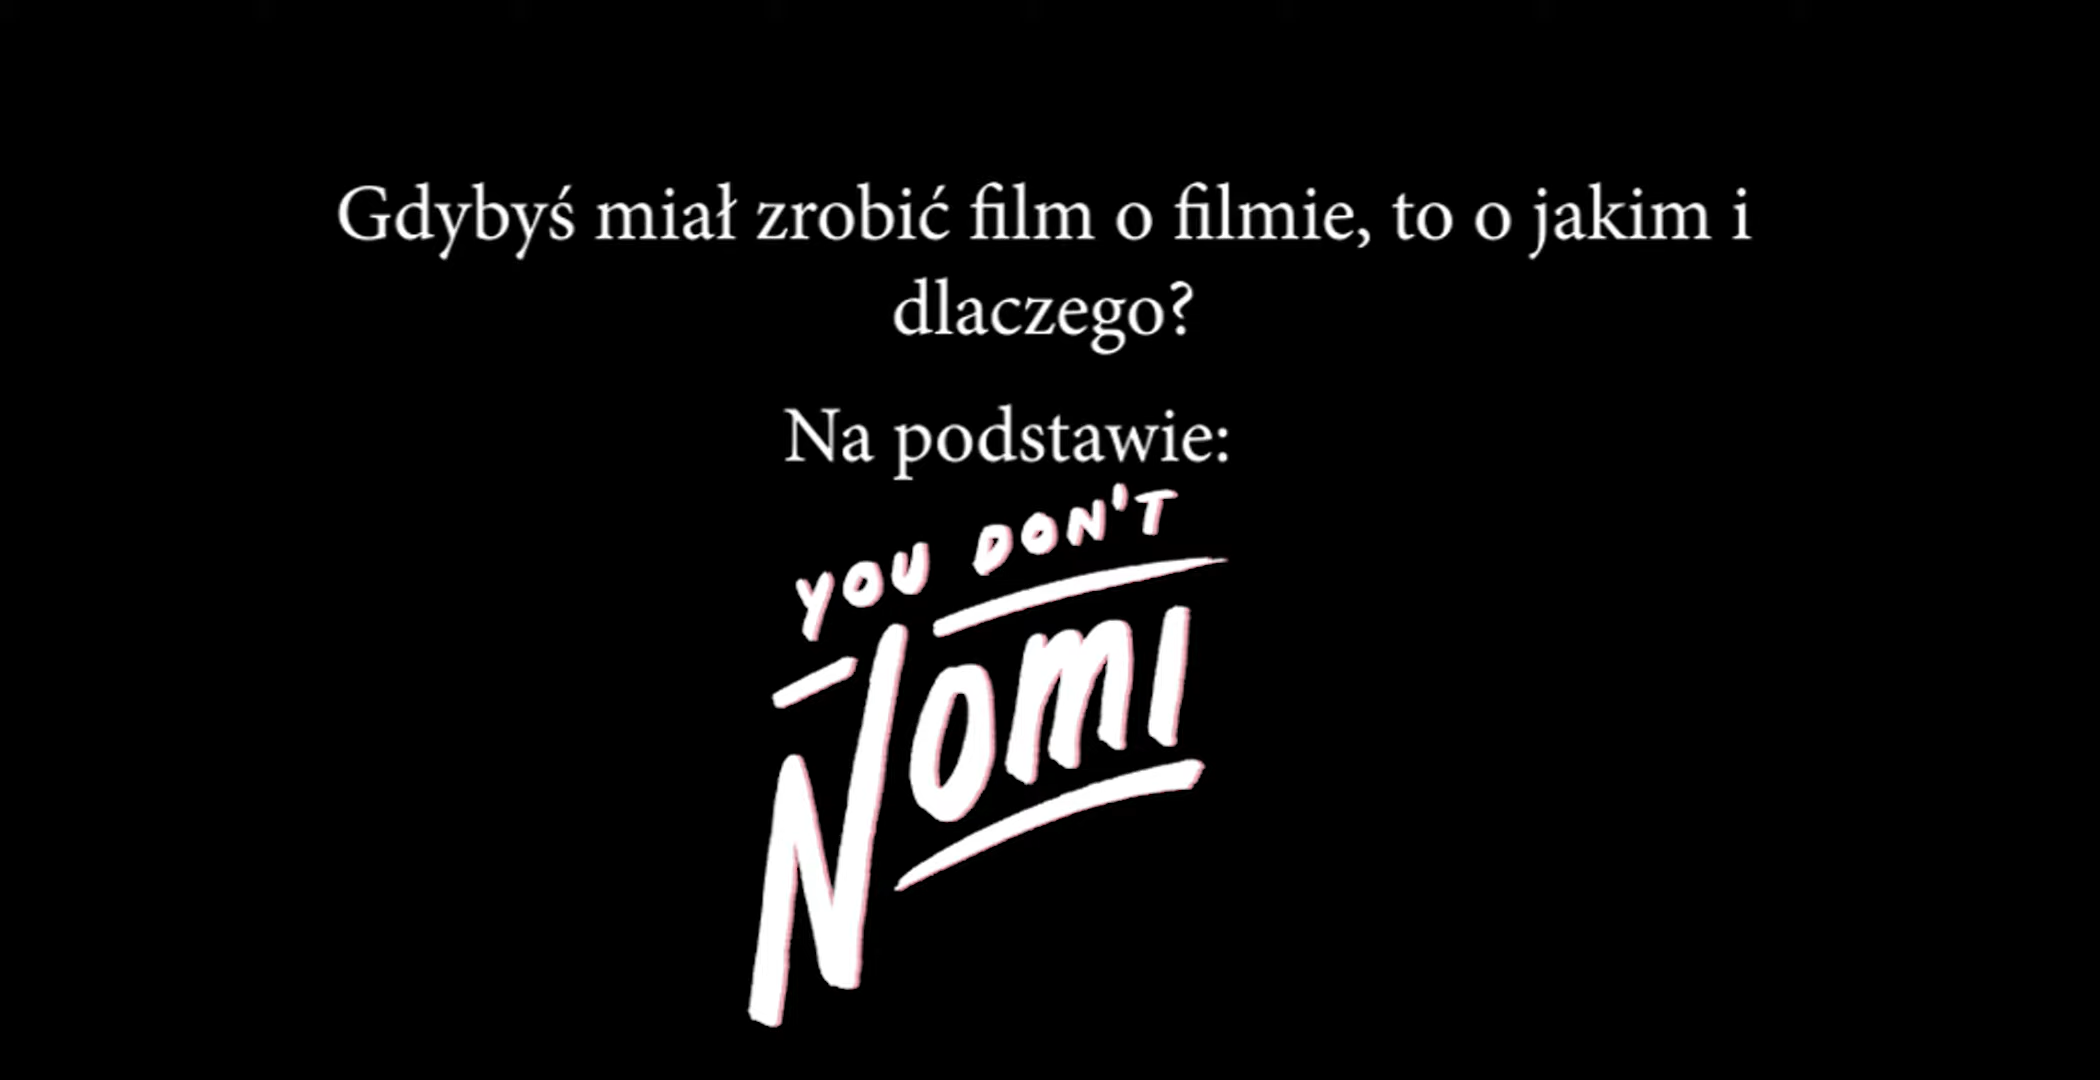 Gdybyś miał zrobić film o filmie, to o jakim i
dlaczego?
Na podstawie:
YOU DON'T
NOMI